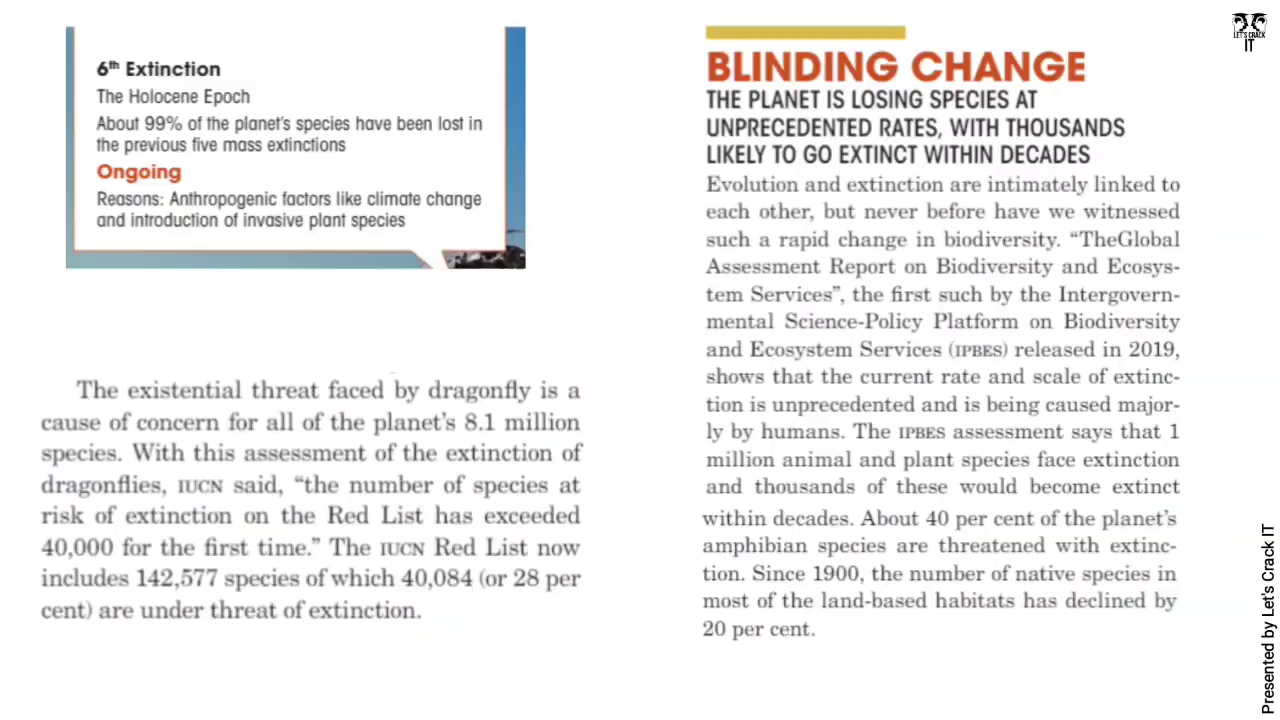 6th Extinction
The Holocene Epoch
About 99% of the planet's species have been lost in
the previous five mass extinctions
Ongoing
Reasons: Anthropogenic factors like climate change
and introduction of invasive plant species
The existential threat faced by dragonfly is a
cause of concern for all of the planet's 8.1 million
species. With this assessment of the extinction of
dragonflies, IUCN said, “the number of species at
risk of extinction on the Red List has exceeded
40,000 for the first time.” The IUCN Red List now
includes 142,577 species of which 40,084 (or 28 per
cent) are under threat of extinction.
BLINDING CHANGE
THE PLANET IS LOSING SPECIES AT
UNPRECEDENTED RATES, WITH THOUSANDS
LIKELY TO GO EXTINCT WITHIN DECADES
Evolution and extinction are intimately linked to
each other, but never before have we witnessed
such a rapid change in biodiversity. “TheGlobal
Assessment Report on Biodiversity and Ecosys-
tem Services”, the first such by the Intergovern-
mental Science-Policy Platform on Biodiversity
and Ecosystem Services (IPBES) released in 2019,
shows that the current rate and scale of extinc-
tion is unprecedented and is being caused major-
ly by humans. The IPBES assessment says that 1
million animal and plant species face extinction
and thousands of these would become extinct
within decades. About 40 per cent of the planet's
amphibian species are threatened with extinc-
tion. Since 1900, the number of native species in
most of the land-based habitats has declined by
20 per cent.
LET'S CRACK
IT
Presented by Let's Crack IT